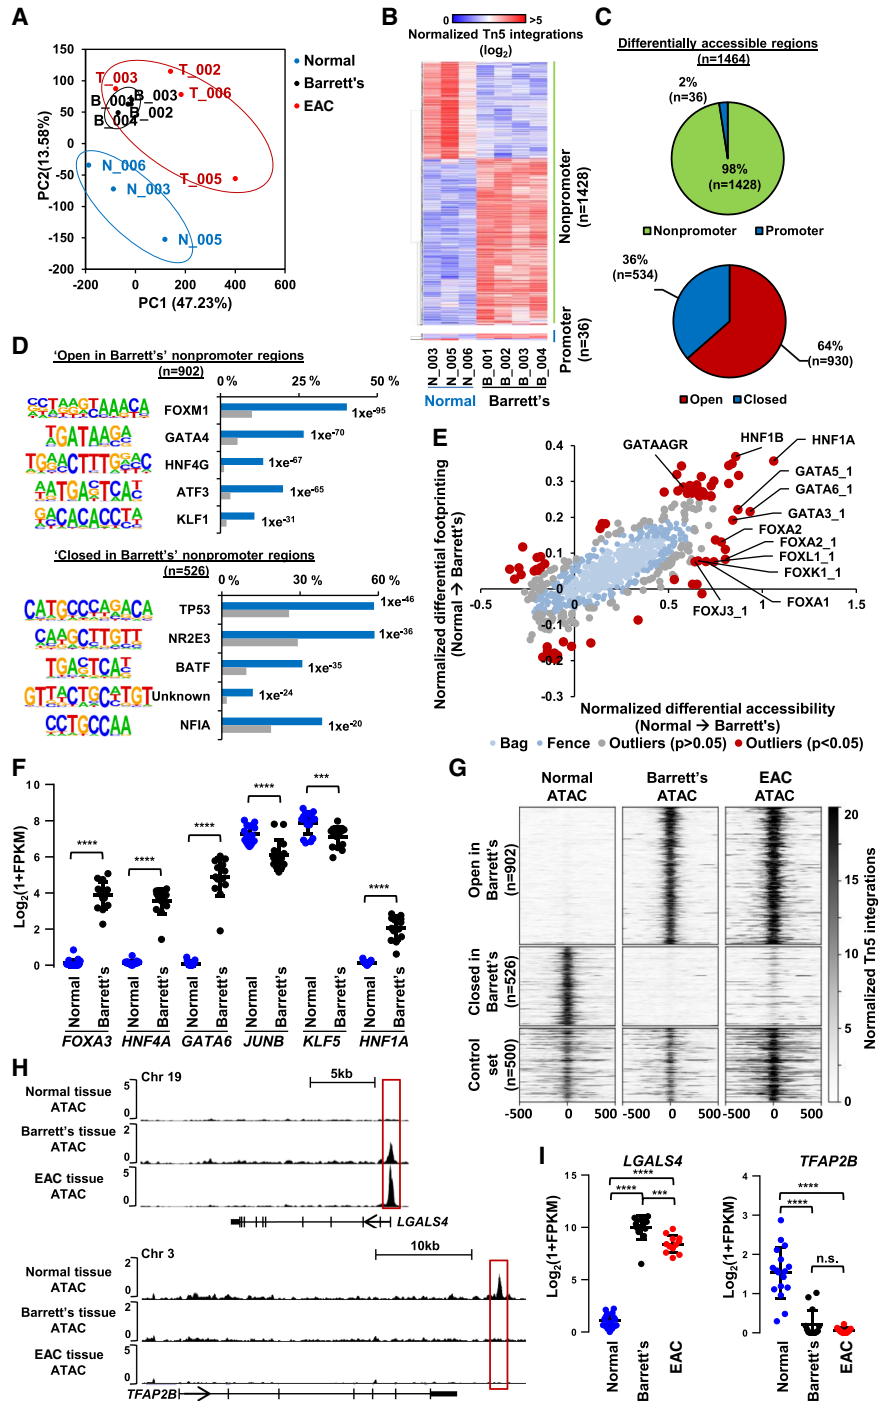 A
150
100
50
0
-50
-100
-150
-200
-200
0
200
400
600
PC2(13.58%)
PC1 (47.23%)
T_003
T_002
T_006
T_005
B_001
B_003
B_002
B_004
N_006
N_003
N_005
Normal
Barrett's
EAC
B
0
>5
Normalized Tn5 integrations
(log2)
Nonpromoter
(n=1428)
Promoter
(n=36)
N_003
N_005
N_006
B_001
B_002
B_003
B_004
Normal
Barrett's
C
Differentially accessible regions
(n=1464)
2%
(n=36)
98%
(n=1428)
Nonpromoter
Promoter
36%
(n=534)
64%
(n=930)
Open
Closed
D
'Open in Barrett's' nonpromoter regions
(n=902)
0 %
25 %
50 %
FOXM1
1xe-95
GATA4
1xe-70
HNF4G
1xe-67
ATF3
1xe-65
KLF1
1xe-31
'Closed in Barrett's' nonpromoter regions
(n=526)
0 %
30 %
60 %
TP53
1xe-46
NR2E3
1xe-36
BATF
1xe-35
Unknown
1xe-24
NFIA
1xe-20
E
Normalized differential footprinting
(Normal → Barrett's)
0.4
0.3
0.2
0.1
0
-0.1
-0.2
-0.3
-0.5
0.5
1
1.5
GATAAGR
HNF1B
HNF1A
GATA5_1
GATA6_1
GATA3_1
FOXA2
FOXA2_1
FOXL1_1
FOXK1_1
FOXA1
FOXJ3_1
Normalized differential accessibility
(Normal → Barrett's)
Bag
Fence
Outliers (p>0.05)
Outliers (p<0.05)
F
Log2(1+FPKM)
10
8
6
4
2
0
****
****
****
****
***
****
Normal
Barrett's
Normal
Barrett's
Normal
Barrett's
Normal
Barrett's
Normal
Barrett's
Normal
Barrett's
FOXA3
HNF4A
GATA6
JUNB
KLF5
HNF1A
G
Normal
ATAC
Barrett's
ATAC
EAC
ATAC
Open in
Barrett's
(n=902)
Closed in
Barrett's
(n=526)
Control
set
(n=500)
-500
0
500
-500
0
500
-500
0
500
20
15
10
5
0
Normalized Tn5 integrations
H
Chr 19
5kb
Normal tissue
ATAC
5
0
Barrett's tissue
ATAC
2
0
EAC tissue
ATAC
5
0
LGALS4
Chr 3
10kb
Normal tissue
ATAC
2
0
Barrett's tissue
ATAC
2
0
EAC tissue
ATAC
5
0
TFAP2B
I
LGALS4
Log2(1+FPKM)
15
10
5
0
****
****
***
Normal
Barrett's
EAC
TFAP2B
Log2(1+FPKM)
4
3
2
1
0
****
****
n.s.
Normal
Barrett's
EAC